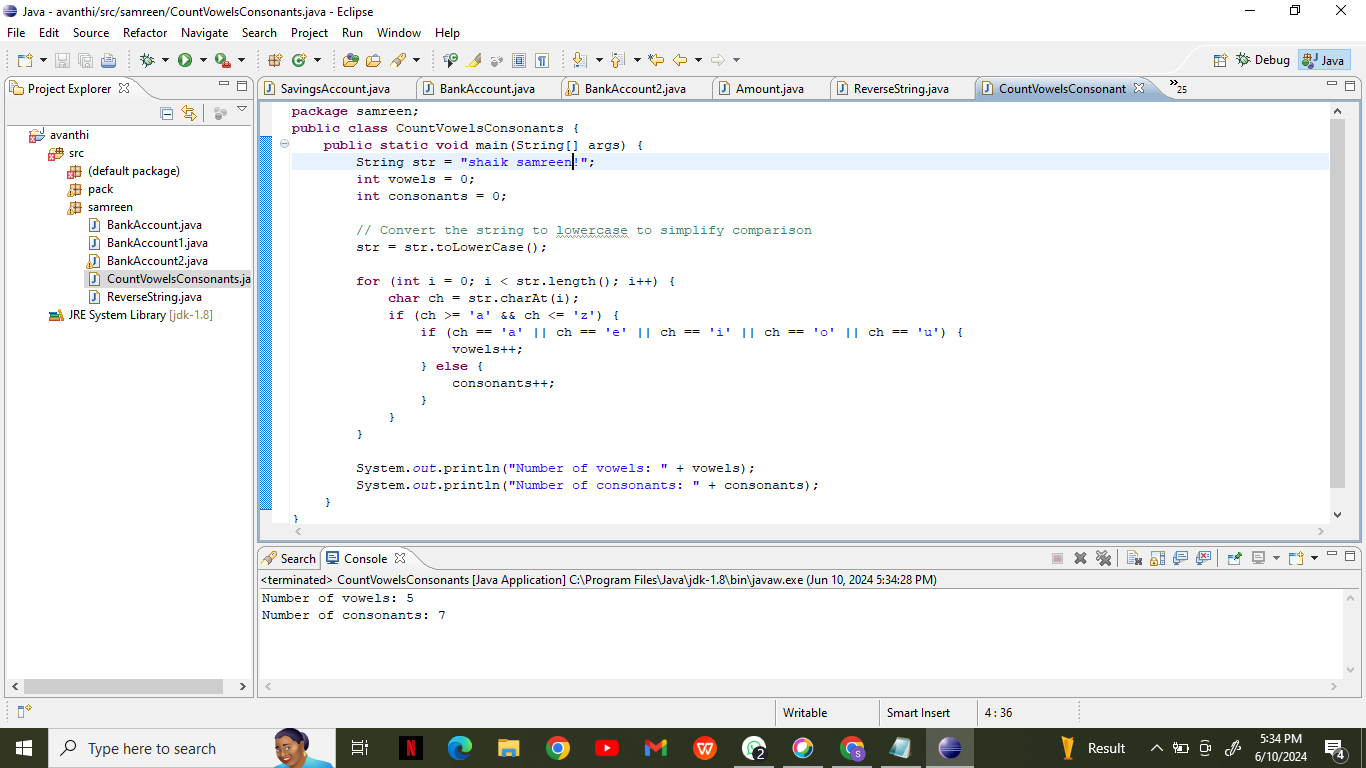 Java - avanthi/src/samreen/CountVowelsConsonants.java - Eclipse
File Edit Source Refactor Navigate Search Project Run Window Help
Debug Java
Project Explorer
SavingsAccount.java BankAccount.java BankAccount2.java Amount.java ReverseString.java CountVowelsConsonant »25
avanthi
src
(default package)
pack
samreen
BankAccount.java
BankAccount1.java
BankAccount2.java
CountVowelsConsonants.ja
ReverseString.java
JRE System Library [jdk-1.8]
package samreen;
public class CountVowelsConsonants {
public static void main(String[] args) {
String str = "shaik samreen!";
int vowels = 0;
int consonants = 0;
// Convert the string to lowercase to simplify comparison
str = str.toLowerCase();
for (int i = 0; i < str.length(); i++) {
char ch = str.charAt(i);
if (ch >= 'a' && ch <= 'z') {
if (ch == 'a' || ch == 'e' || ch == 'i' || ch == 'o' || ch == 'u') {
vowels++;
} else {
consonants++;
}
}
}
System.out.println("Number of vowels: " + vowels);
System.out.println("Number of consonants: " + consonants);
}
}
Search Console
<terminated> CountVowelsConsonants [Java Application] C:\Program Files\Java\jdk-1.8\bin\javaw.exe (Jun 10, 2024 5:34:28 PM)
Number of vowels: 5
Number of consonants: 7
Writable Smart Insert 4 : 36
Type here to search
2
S
Result
5:34 PM
6/10/2024
4